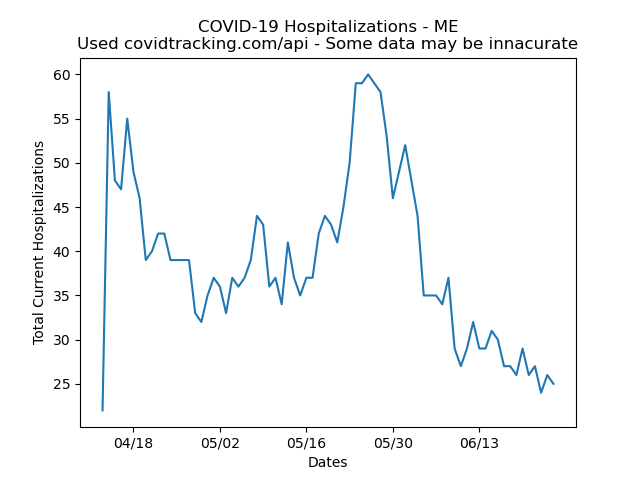 COVID-19 Hospitalizations - ME
Used covidtracking.com/api - Some data may be innacurate
60
55
50
45
40
35
30
25
Total Current Hospitalizations
04/18 05/02 05/16 05/30 06/13
Dates